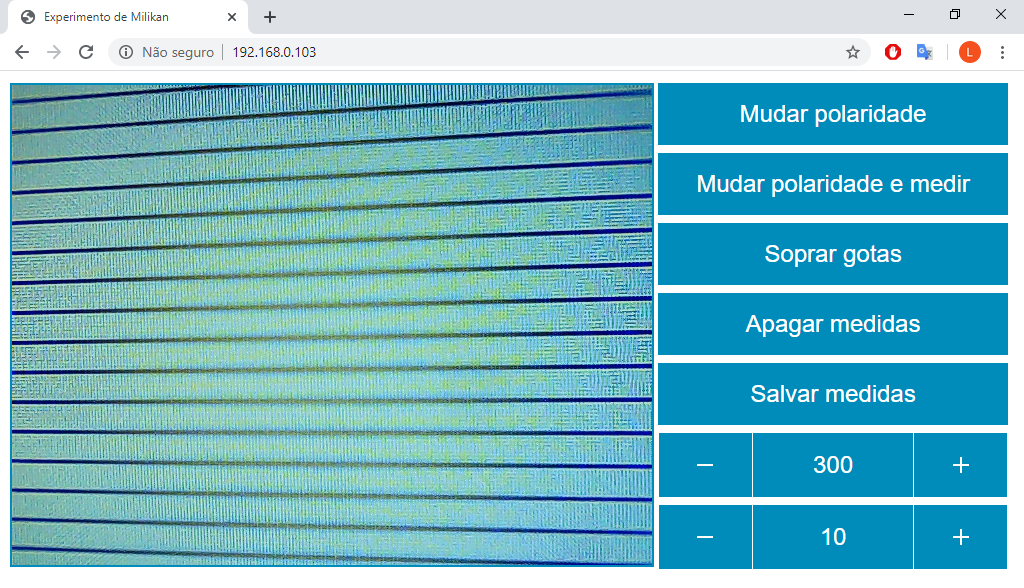 Experimento de Milikan
Não seguro
192.168.0.103
L
Mudar polaridade
Mudar polaridade e medir
Soprar gotas
Apagar medidas
Salvar medidas
− 300 +
− 10 +